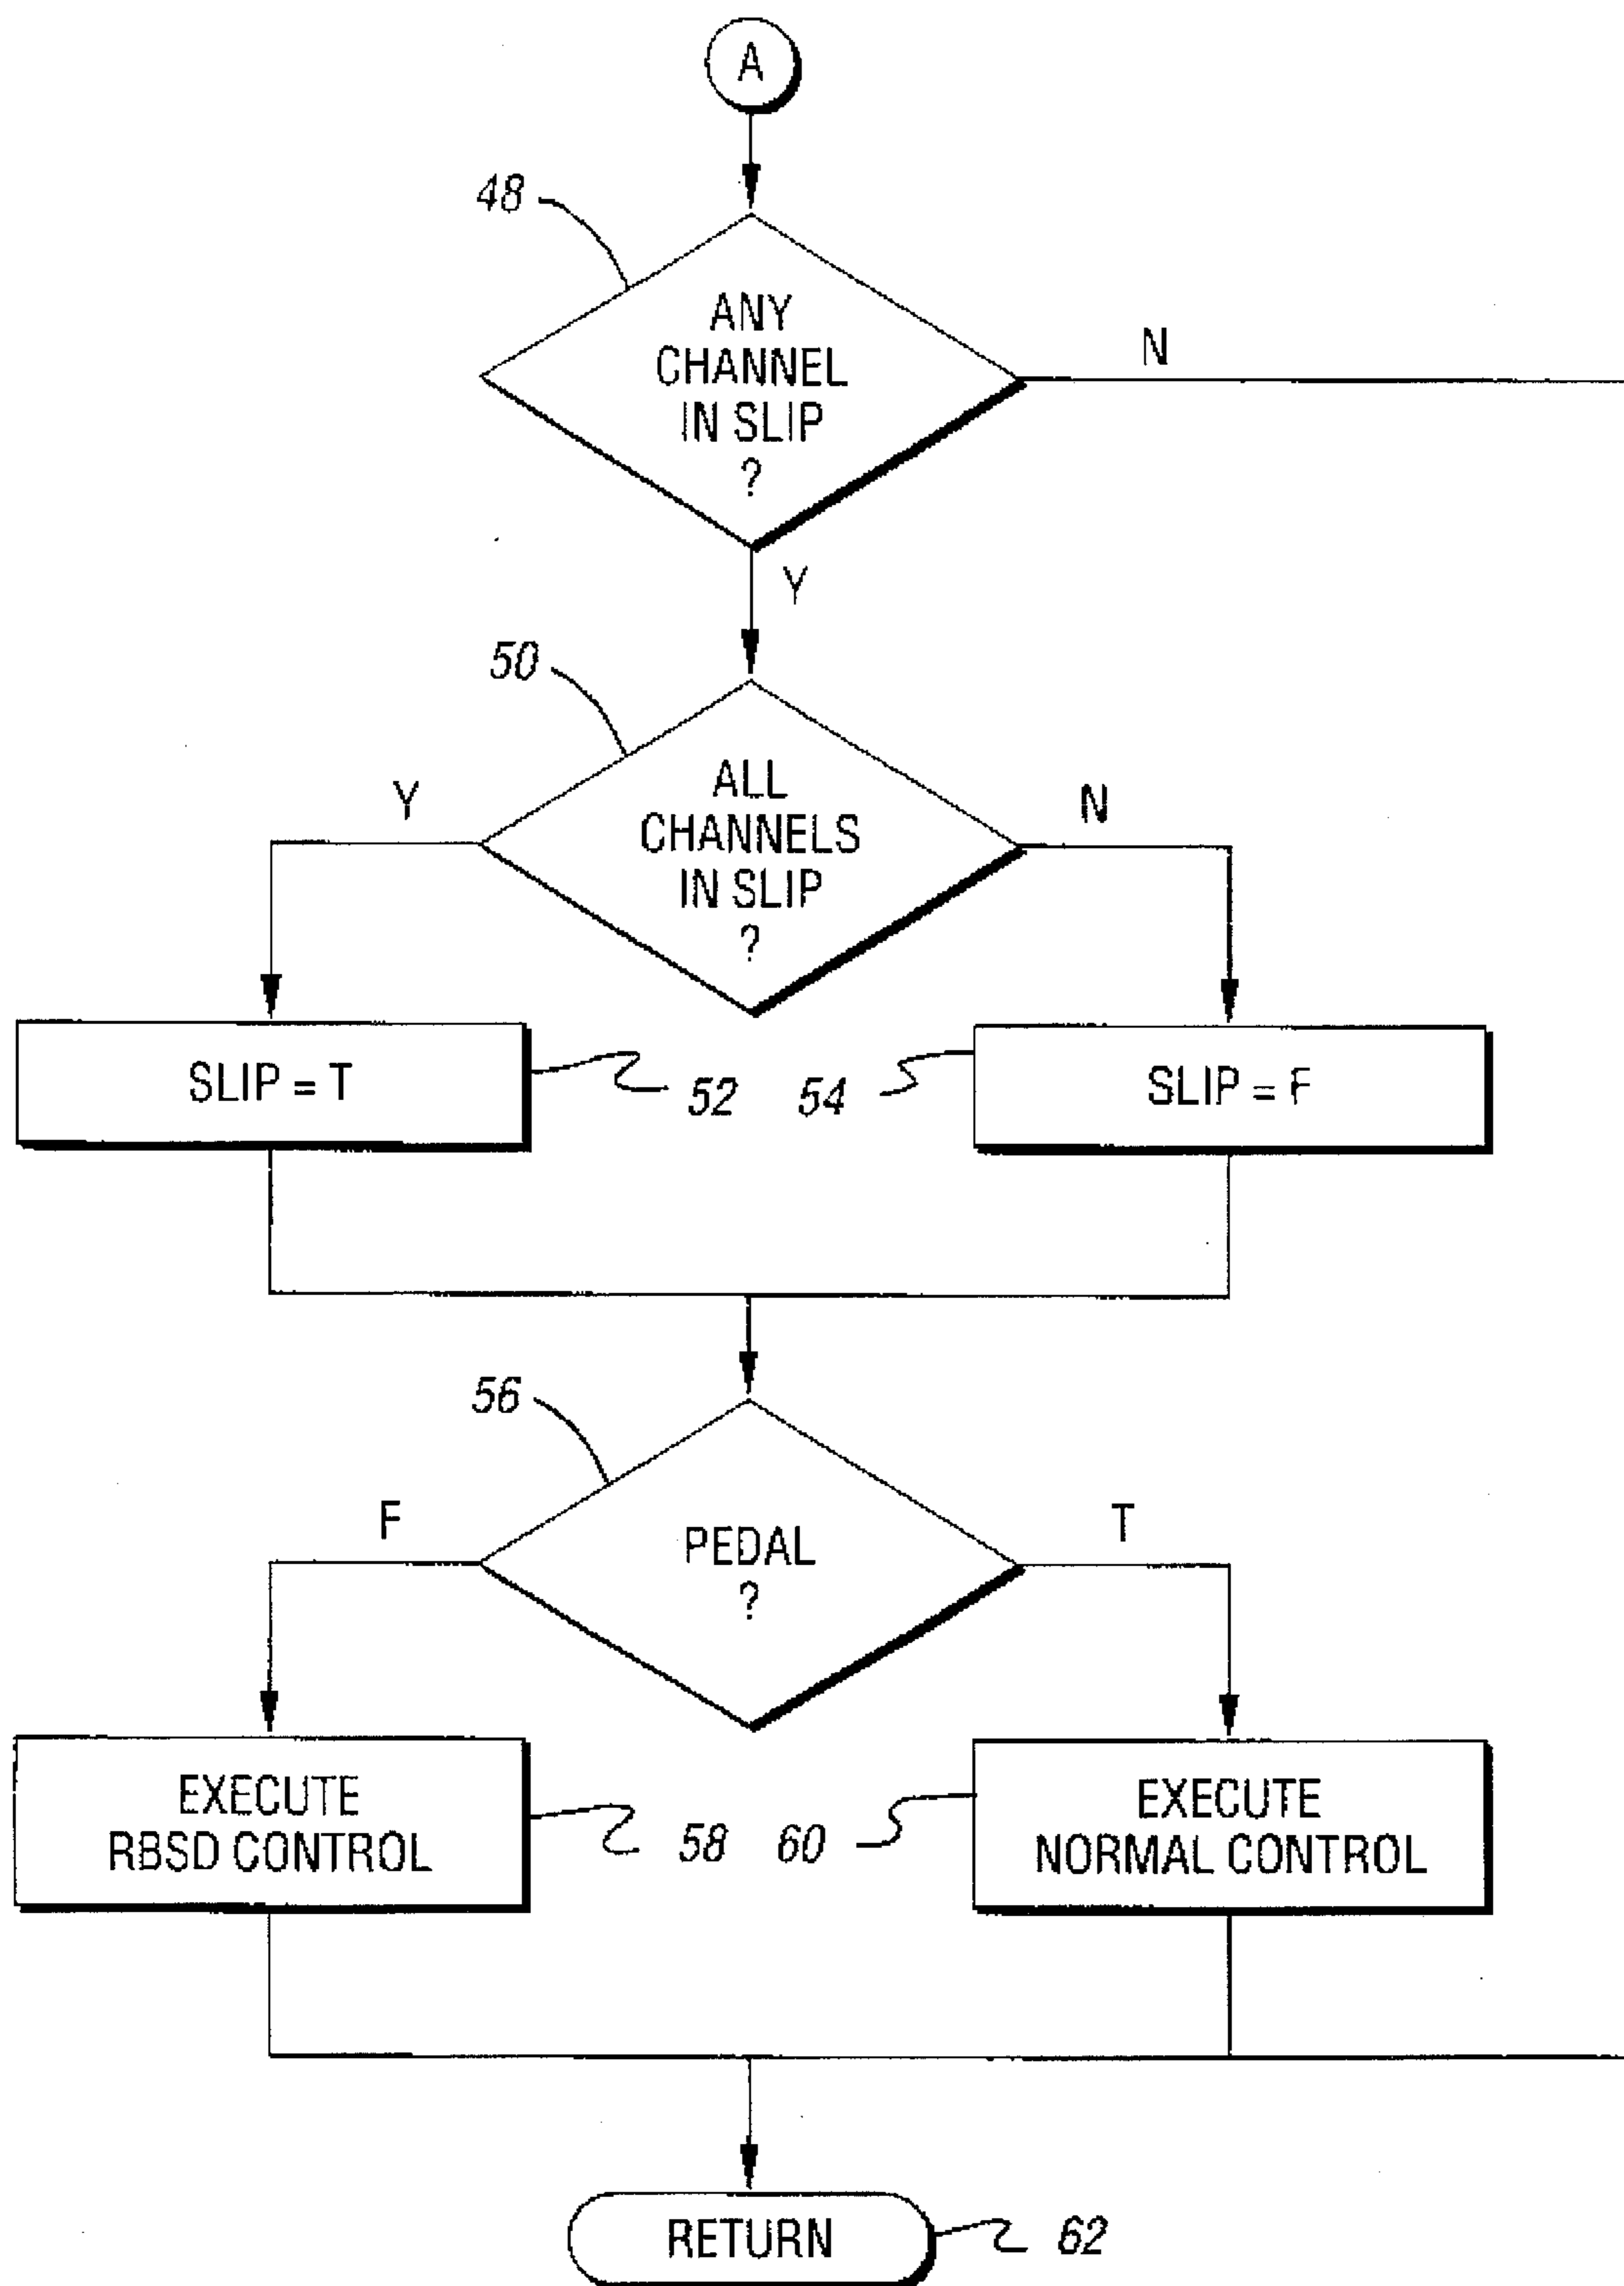 A
48
ANY
CHANNEL
IN SLIP
?
N
Y
50
ALL
CHANNELS
IN SLIP
?
Y
N
SLIP = T
52
54
SLIP = F
56
PEDAL
?
F
T
EXECUTE
RBSD CONTROL
58
60
EXECUTE
NORMAL CONTROL
RETURN
62